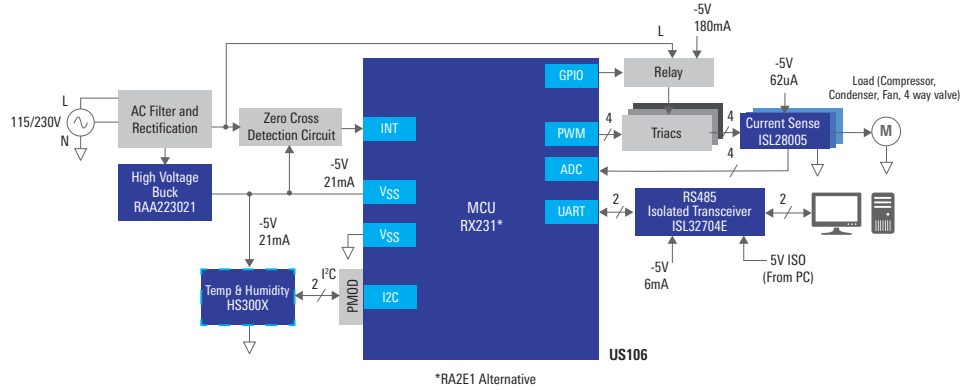 -5V
180mA
L
GPIO
Relay
-5V
62uA
Load (Compressor,
Condenser, Fan, 4 way valve)
L
115/230V
N
AC Filter and
Rectification
Zero Cross
Detection Circuit
INT
PWM
4
Triacs
4
Current Sense
ISL28005
M
ADC
4
High Voltage
Buck
RAA223021
-5V
21mA
VSS
MCU
RX231*
UART
2
RS485
Isolated Transceiver
ISL32704E
2
VSS
-5V
21mA
-5V
6mA
5V ISO
(From PC)
Temp & Humidity
HS300X
I²C
2
PMOD
I2C
US106
*RA2E1 Alternative